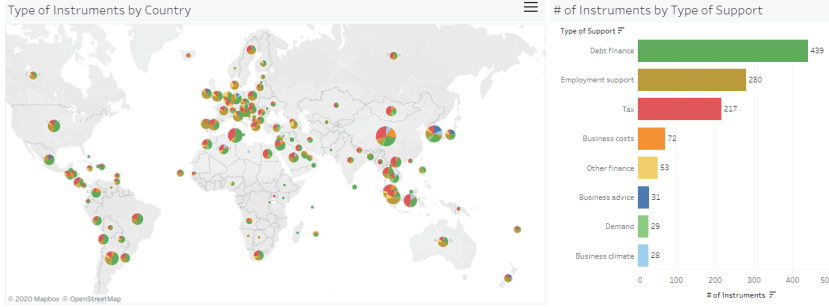 Type of Instruments by Country
© 2020 Mapbox © OpenStreetMap
# of Instruments by Type of Support
Type of Support
Debt finance 439
Employment support 280
Tax 217
Business costs 72
Other finance 53
Business advice 31
Demand 29
Business climate 28
0 100 200 300 400 50
# of Instruments